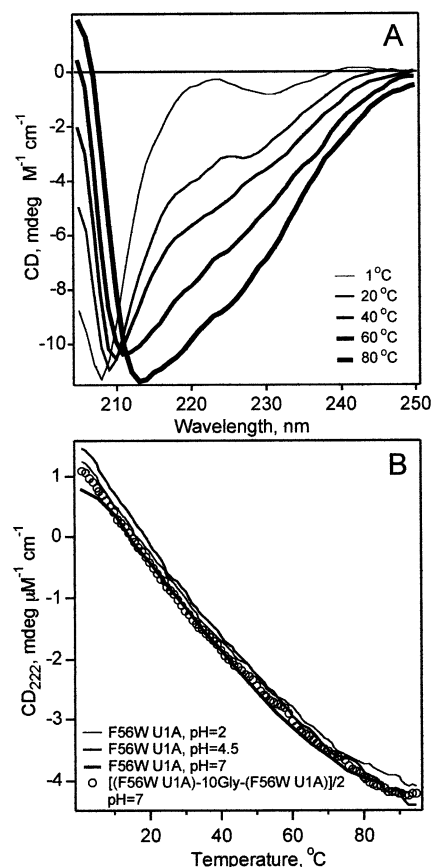 A
0
-2
-4
-6
-8
-10
CD, mdeg M⁻¹ cm⁻¹
1°C
20 °C
40 °C
60 °C
80 °C
210 220 230 240 250
Wavelength, nm
B
1
0
-1
-2
-3
-4
CD₂₂₂, mdeg μM⁻¹ cm⁻¹
F56W U1A, pH=2
F56W U1A, pH=4.5
F56W U1A, pH=7
[(F56W U1A)-10Gly-(F56W U1A)]/2
pH=7
20 40 60 80
Temperature, °C